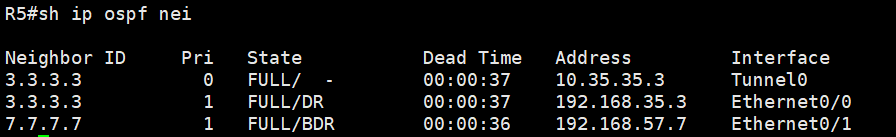 R5#sh ip ospf nei
Neighbor ID     Pri   State           Dead Time   Address         Interface
3.3.3.3           0   FULL/  -        00:00:37    10.35.35.3      Tunnel0
3.3.3.3           1   FULL/DR         00:00:37    192.168.35.3    Ethernet0/0
7.7.7.7           1   FULL/BDR        00:00:36    192.168.57.7    Ethernet0/1